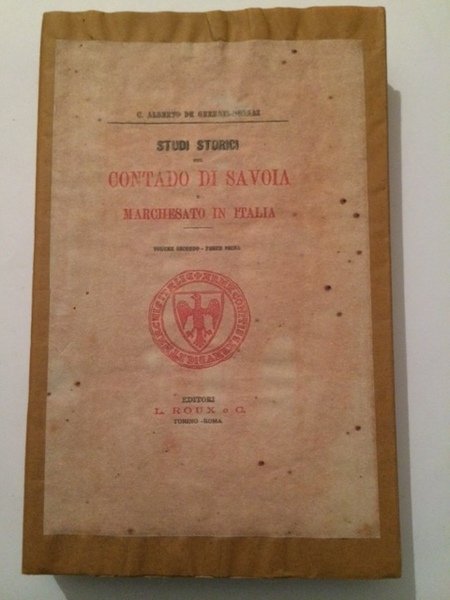 C. ALBERTO DE GERBAIX-SONNAZ
STUDI STORICI
SUL
CONTADO DI SAVOIA
E
MARCHESATO IN ITALIA
VOLUME SECONDO - PARTE PRIMA
EDITORI
L. ROUX e C.
TORINO-ROMA